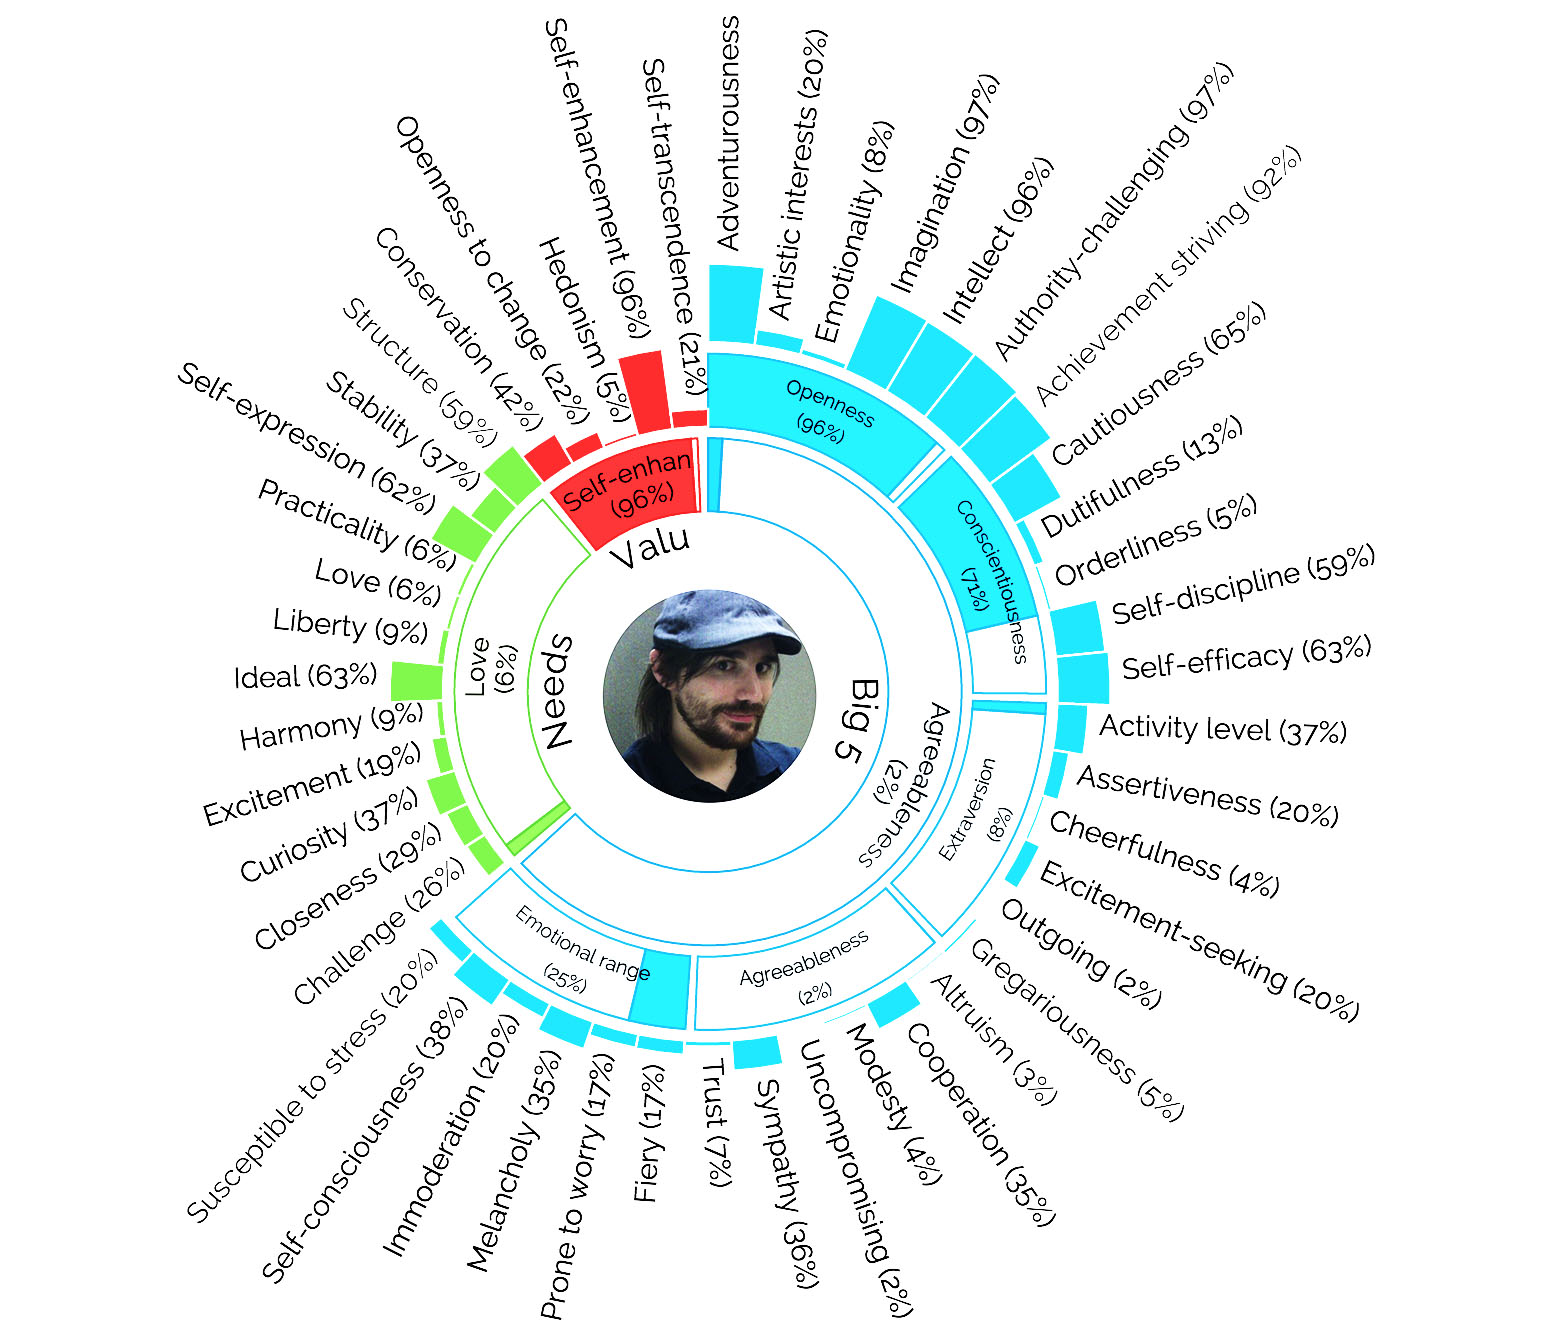 Adventurousness
Artistic interests (20%)
Emotionality (8%)
Imagination (97%)
Intellect (96%)
Authority-challenging (97%)
Achievement striving (92%)
Cautiousness (65%)
Dutifulness (13%)
Orderliness (5%)
Self-discipline (59%)
Self-efficacy (63%)
Activity level (37%)
Assertiveness (20%)
Cheerfulness (4%)
Excitement-seeking (20%)
Outgoing (2%)
Gregariousness (5%)
Altruism (3%)
Cooperation (35%)
Modesty (4%)
Uncompromising (2%)
Sympathy (36%)
Trust (7%)
Fiery (17%)
Prone to worry (17%)
Melancholy (35%)
Immoderation (20%)
Self-consciousness (38%)
Susceptible to stress (20%)
Challenge (26%)
Closeness (29%)
Curiosity (37%)
Excitement (19%)
Harmony (9%)
Ideal (63%)
Liberty (9%)
Love (6%)
Practicality (6%)
Self-expression (62%)
Stability (37%)
Structure (59%)
Conservation (42%)
Openness to change (22%)
Hedonism (5%)
Self-enhancement (96%)
Self-transcendence (21%)
Openness
(96%)
Conscientiousness
(71%)
Extraversion
(8%)
Agreeableness
(2%)
Emotional range
(25%)
Love
(6%)
Self-enhan
(96%)
Agreeableness
(2%)
Big 5
Needs
Valu